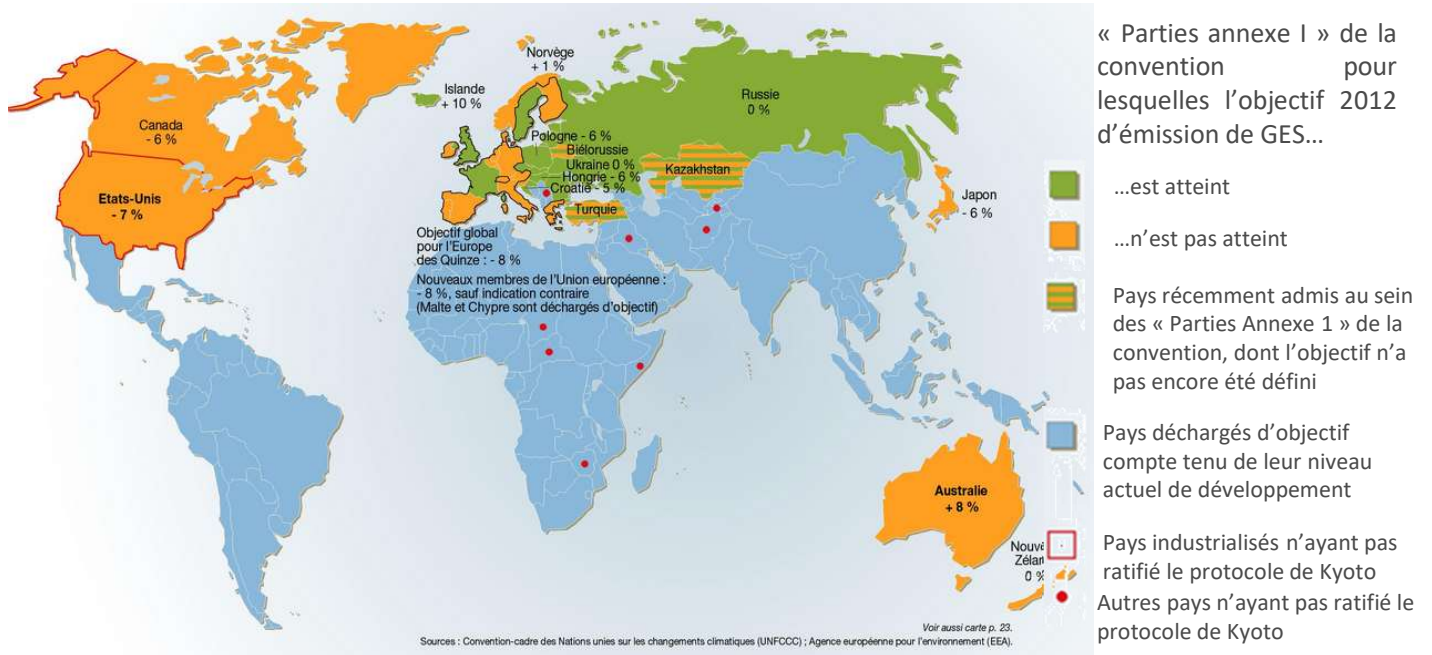 Norvège
+ 1 %
Islande
+ 10 %
Russie
0 %
Canada
- 6 %
Pologne - 6 %
Biélorussie
Ukraine 0 %
Hongrie - 6 %
Croatie - 5 %
Kazakhstan
Etats-Unis
- 7 %
Turquie
Japon
- 6 %
Objectif global
pour l'Europe
des Quinze : - 8 %
Nouveaux membres de l'Union européenne :
- 8 %, sauf indication contraire
(Malte et Chypre sont déchargés d'objectif)
Australie
+ 8 %
Nouve
Zélan
0 %
Voir aussi carte p. 23.
Sources : Convention-cadre des Nations unies sur les changements climatiques (UNFCCC) ; Agence européenne pour l'environnement (EEA).
« Parties annexe I » de la
convention pour
lesquelles l'objectif 2012
d'émission de GES…
…est atteint
…n'est pas atteint
Pays récemment admis au sein
des « Parties Annexe 1 » de la
convention, dont l'objectif n'a
pas encore été défini
Pays déchargés d'objectif
compte tenu de leur niveau
actuel de développement
Pays industrialisés n'ayant pas
ratifié le protocole de Kyoto
Autres pays n'ayant pas ratifié le
protocole de Kyoto